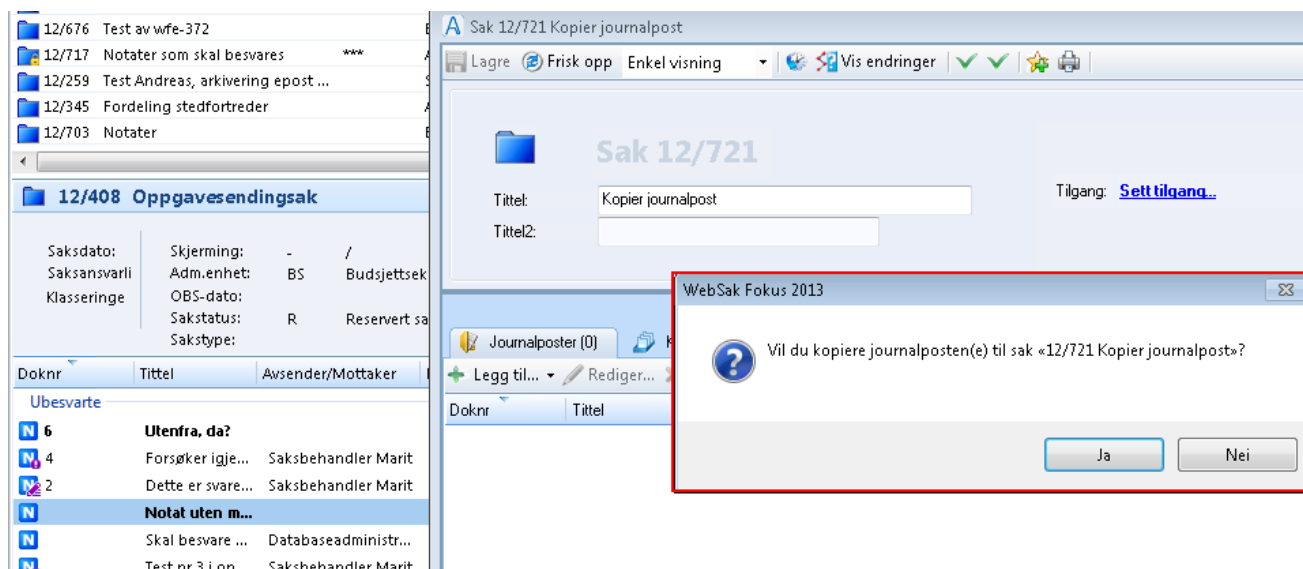 12/676 Test av wfe-372
12/717 Notater som skal besvares ***
12/259 Test Andreas, arkivering epost ...
12/345 Fordeling stedfortreder
12/703 Notater
12/408 Oppgavesendingsak
Saksdato: Skjerming: - /
Saksansvarli Adm.enhet: BS Budsjettsek
Klasseringe OBS-dato:
Sakstatus: R Reservert sa
Sakstype:
Doknr Tittel Avsender/Mottaker
Ubesvarte
N 6 Utenfra, da?
N 4 Forsøker igje... Saksbehandler Marit
N 2 Dette er svare... Saksbehandler Marit
N Notat uten m...
N Skal besvare ... Databaseadministr...
N Test nr 3 i op... Saksbehandler Marit
A Sak 12/721 Kopier journalpost
Lagre Frisk opp Enkel visning Vis endringer
Sak 12/721
Tittel: Kopier journalpost Tilgang: Sett tilgang...
Tittel2:
Journalposter (0) K
Legg til... Rediger...
Doknr Tittel
WebSak Fokus 2013
Vil du kopiere journalposten(e) til sak «12/721 Kopier journalpost»?
Ja Nei